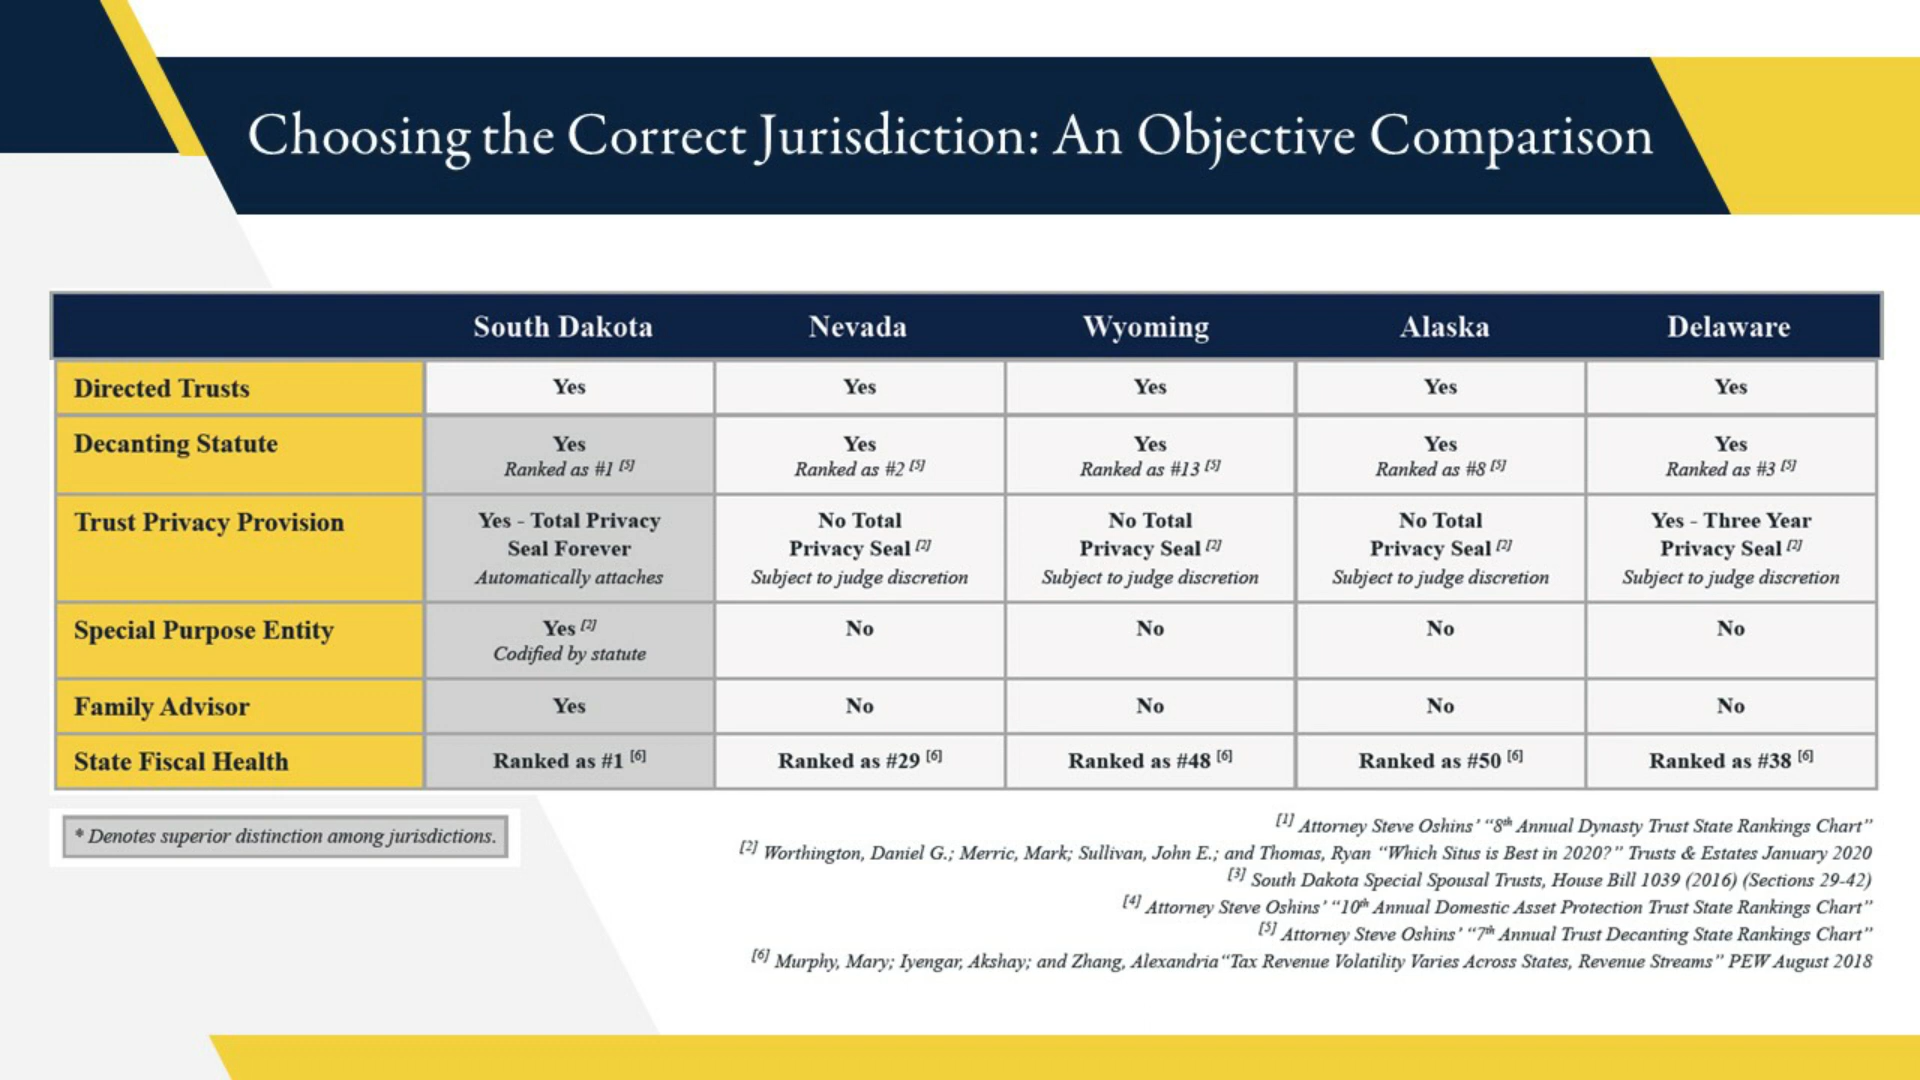 Choosing the Correct Jurisdiction: An Objective Comparison
South Dakota Nevada Wyoming Alaska Delaware
Directed Trusts Yes Yes Yes Yes Yes
Decanting Statute Yes Yes Yes Yes Yes
Ranked as #1 [5] Ranked as #2 [5] Ranked as #13 [5] Ranked as #8 [5] Ranked as #3 [5]
Trust Privacy Provision Yes - Total Privacy No Total No Total No Total Yes - Three Year
Seal Forever Privacy Seal [2] Privacy Seal [2] Privacy Seal [2] Privacy Seal [2]
Automatically attaches Subject to judge discretion Subject to judge discretion Subject to judge discretion Subject to judge discretion
Special Purpose Entity Yes [2] No No No No
Codified by statute
Family Advisor Yes No No No No
State Fiscal Health Ranked as #1 [6] Ranked as #29 [6] Ranked as #48 [6] Ranked as #50 [6] Ranked as #38 [6]
* Denotes superior distinction among jurisdictions.
[1] Attorney Steve Oshins' "8th Annual Dynasty Trust State Rankings Chart"
[2] Worthington, Daniel G.; Merric, Mark; Sullivan, John E.; and Thomas, Ryan "Which Situs is Best in 2020?" Trusts & Estates January 2020
[3] South Dakota Special Spousal Trusts, House Bill 1039 (2016) (Sections 29-42)
[4] Attorney Steve Oshins' "10th Annual Domestic Asset Protection Trust State Rankings Chart"
[5] Attorney Steve Oshins' "7th Annual Trust Decanting State Rankings Chart"
[6] Murphy, Mary; Iyengar, Akshay; and Zhang, Alexandria "Tax Revenue Volatility Varies Across States, Revenue Streams" PEW August 2018